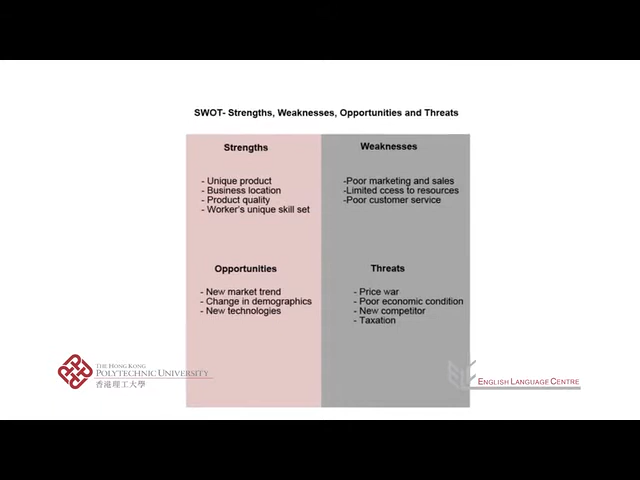 SWOT- Strengths, Weaknesses, Opportunities and Threats
Strengths
- Unique product
- Business location
- Product quality
- Worker's unique skill set
Weaknesses
-Poor marketing and sales
-Limited ccess to resources
-Poor customer service
Opportunities
- New market trend
- Change in demographics
- New technologies
Threats
- Price war
- Poor economic condition
- New competitor
- Taxation
THE HONG KONG
POLYTECHNIC UNIVERSITY
香港理工大學
ELC
ENGLISH LANGUAGE CENTRE